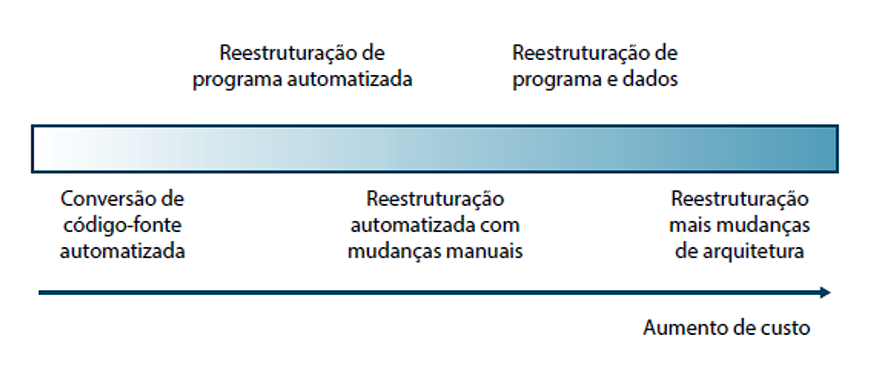 Reestruturação de
programa automatizada
Reestruturação de
programa e dados
Conversão de
código-fonte
automatizada
Reestruturação
automatizada com
mudanças manuais
Reestruturação
mais mudanças
de arquitetura
Aumento de custo